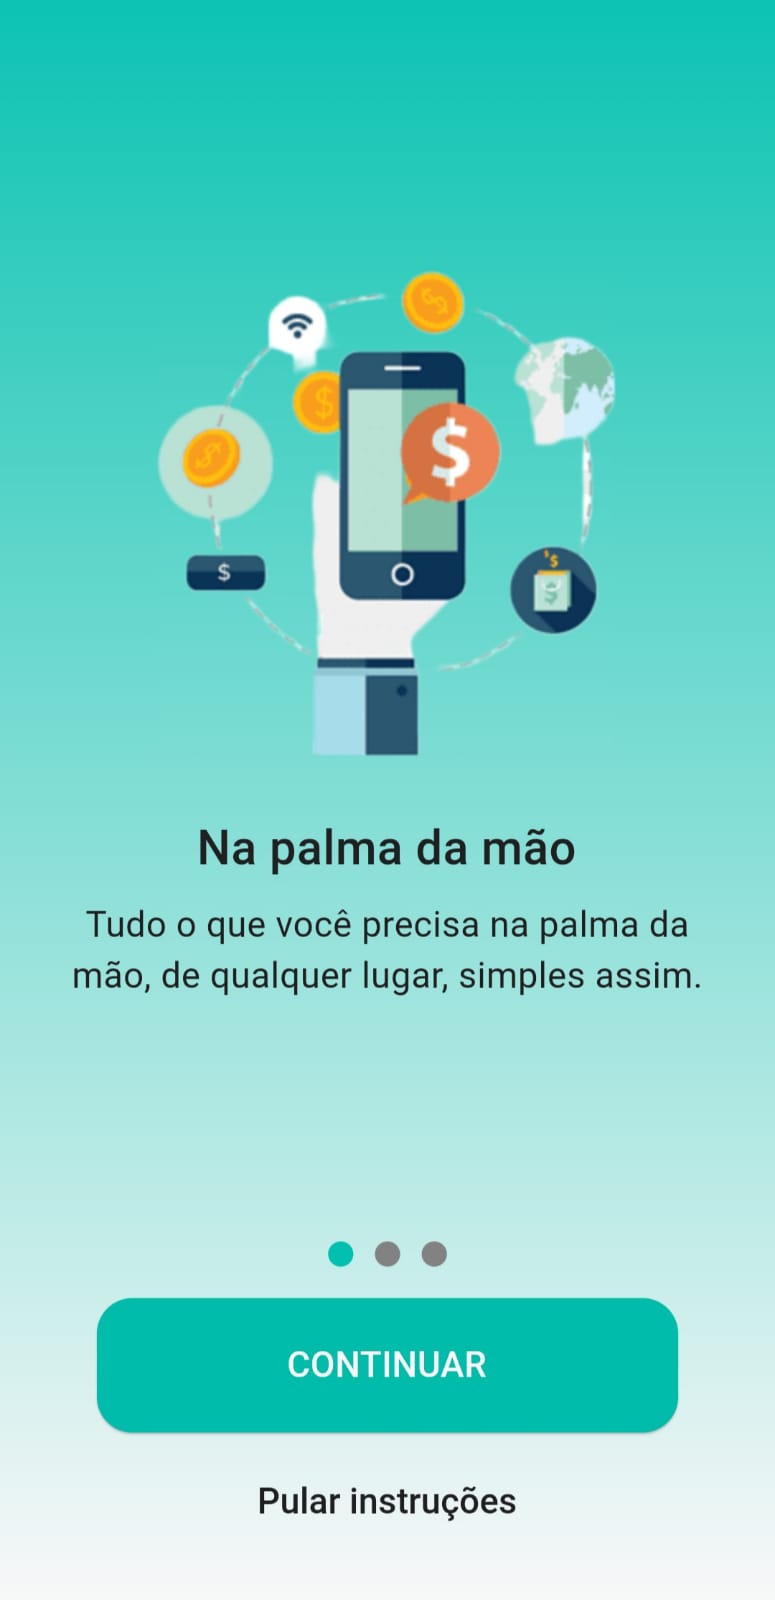 $
$
$
$
$
$
$
$
Na palma da mão
Tudo o que você precisa na palma da
mão, de qualquer lugar, simples assim.
CONTINUAR
Pular instruções